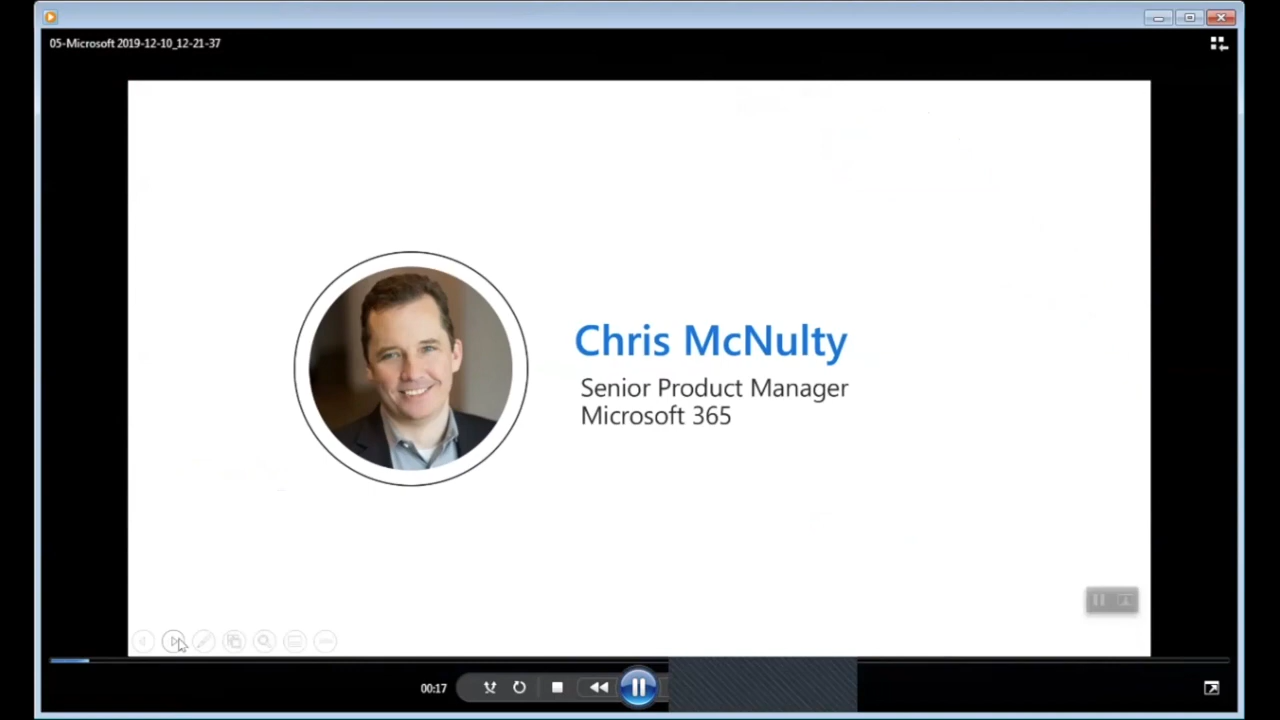 05-Microsoft 2019-12-10_12-21-37
Chris McNulty
Senior Product Manager
Microsoft 365
00:17